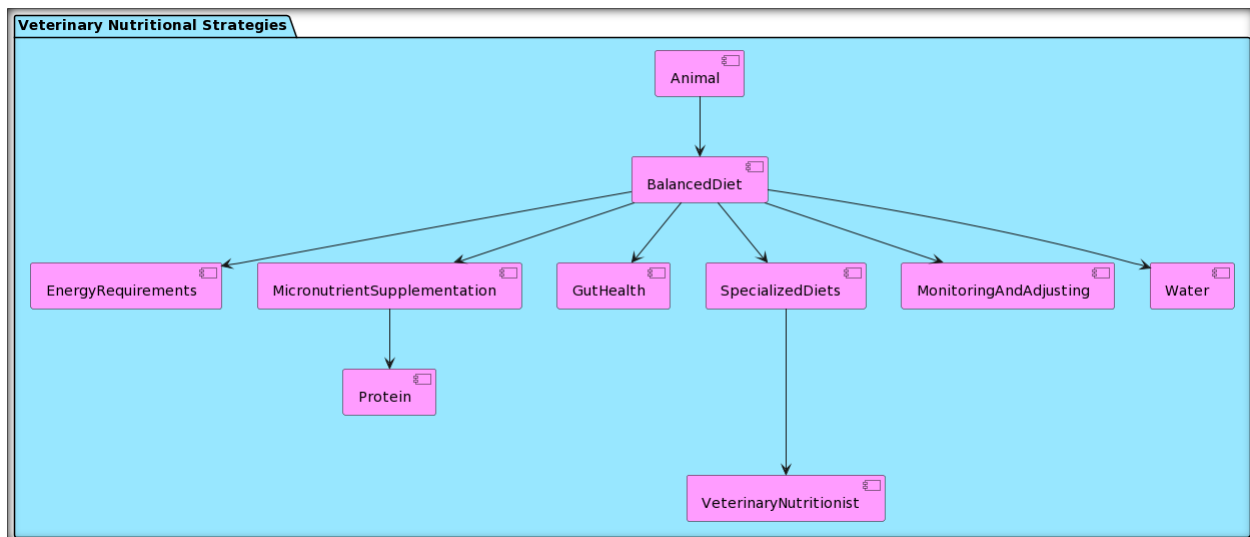 Veterinary Nutritional Strategies
Animal
BalancedDiet
EnergyRequirements
MicronutrientSupplementation
GutHealth
SpecializedDiets
MonitoringAndAdjusting
Water
Protein
VeterinaryNutritionist